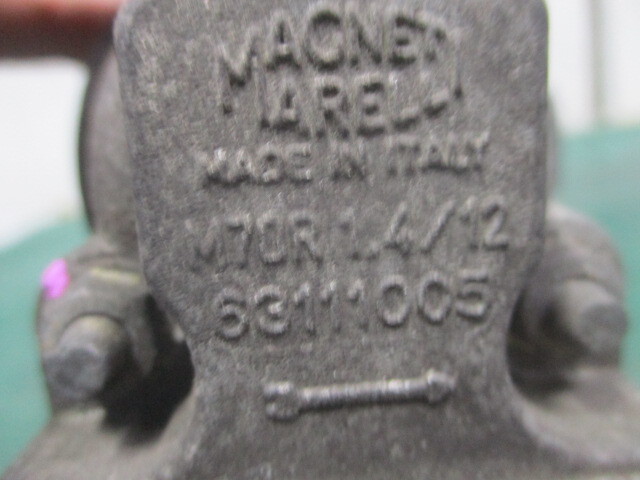 MAGNETI
MARELLI
MADE IN ITALY
M70R 1.4/12
63111005